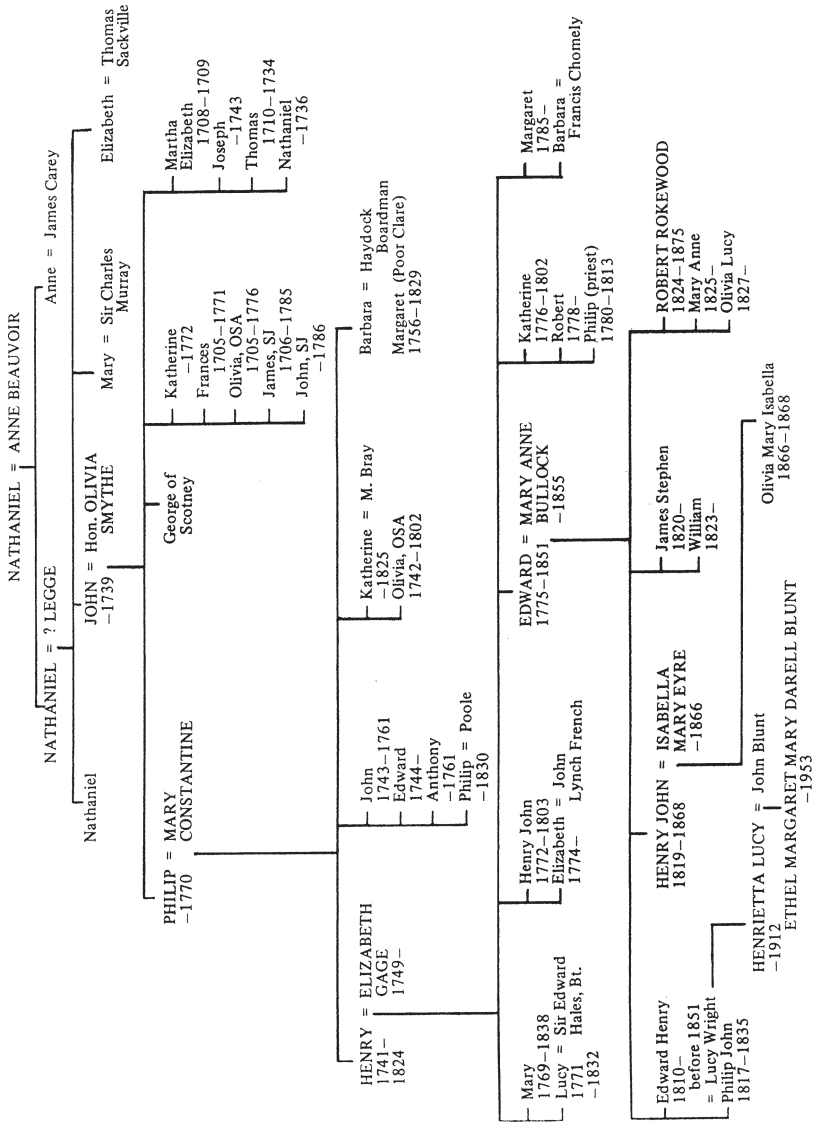 NATHANIEL = ANNE BEAUVOIR
NATHANIEL = ? LEGGE
Anne = James Carey
Nathaniel
JOHN = Hon. OLIVIA
–1739
SMYTHE
Mary = Sir Charles
Murray
Elizabeth = Thomas
Sackville
PHILIP = MARY
–1770
CONSTANTINE
George of
Scotney
Katherine
–1772
Frances
1705–1771
Olivia, OSA
1705–1776
James, SJ
1706–1785
John, SJ
–1786
Martha
Elizabeth
1708–1709
Joseph
–1743
Thomas
1710–1734
Nathaniel
–1736
HENRY = ELIZABETH
1741–
1824
GAGE
1749–
John
1743–1761
Edward
1744–
Anthony
–1761
Philip = Poole
–1830
Katherine = M. Bray
–1825
Olivia, OSA
1742–1802
Barbara = Haydock
Boardman
Margaret (Poor Clare)
1756–1829
Mary
1769–1838
Lucy = Sir Edward
1771
Hales, Bt.
–1832
Henry John
1772–1803
Elizabeth = John
1774–
Lynch French
EDWARD = MARY ANNE
1775–1851
BULLOCK
–1855
Katherine
1776–1802
Robert
1778–
Philip (priest)
1780–1813
Margaret
1785–
Barbara =
Francis Chomely
Edward Henry
1810–
before 1851
= Lucy Wright
Philip John
1817–1835
HENRY JOHN = ISABELLA
1819–1868
MARY EYRE
–1866
James Stephen
1820–
William
1823–
ROBERT ROKEWOOD
1824–1875
Mary Anne
1825–
Olivia Lucy
1827–
HENRIETTA LUCY = John Blunt
–1912
Olivia Mary Isabella
1866–1868
ETHEL MARGARET MARY DARELL BLUNT
–1953